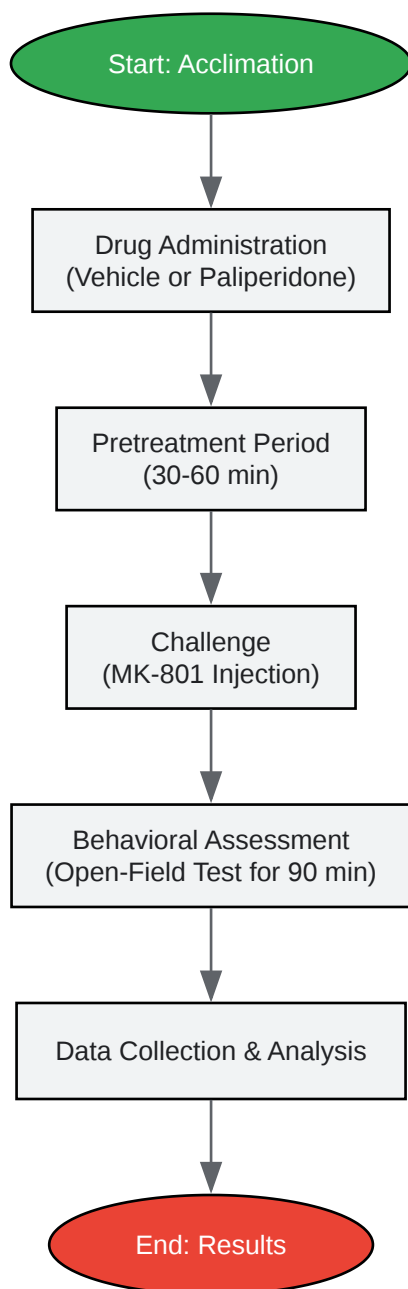 Start: Acclimation
Drug Administration
(Vehicle or Paliperidone)
Pretreatment Period
(30-60 min)
Challenge
(MK-801 Injection)
Behavioral Assessment
(Open-Field Test for 90 min)
Data Collection & Analysis
End: Results